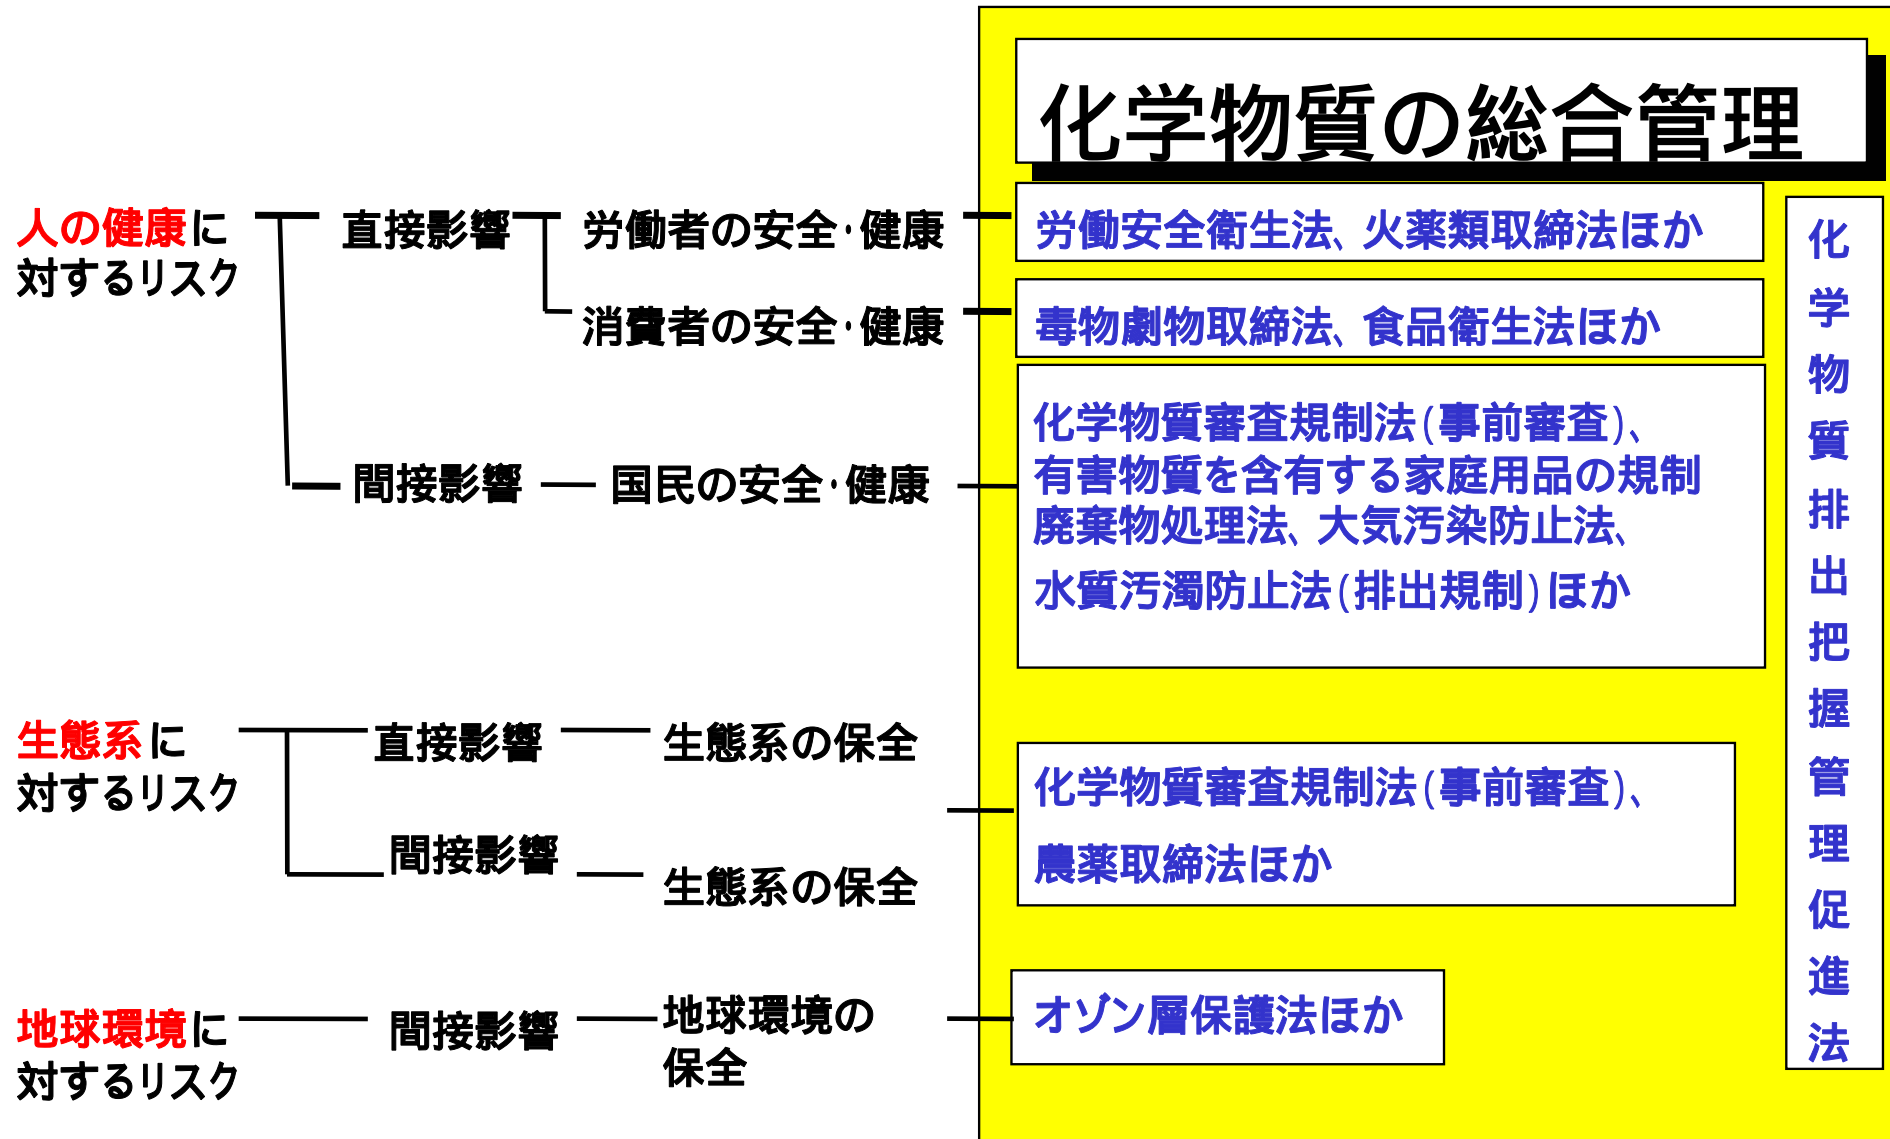 化学物質の総合管理
人の健康に
対するリスク
直接影響
労働者の安全・健康
労働安全衛生法、火薬類取締法ほか
消費者の安全・健康
毒物劇物取締法、食品衛生法ほか
間接影響
国民の安全・健康
化学物質審査規制法(事前審査)、
有害物質を含有する家庭用品の規制
廃棄物処理法、大気汚染防止法、
水質汚濁防止法(排出規制)ほか
生態系に
対するリスク
直接影響
生態系の保全
間接影響
生態系の保全
化学物質審査規制法(事前審査)、
農薬取締法ほか
地球環境に
対するリスク
間接影響
地球環境の
保全
オゾン層保護法ほか
化学物質排出把握管理促進法